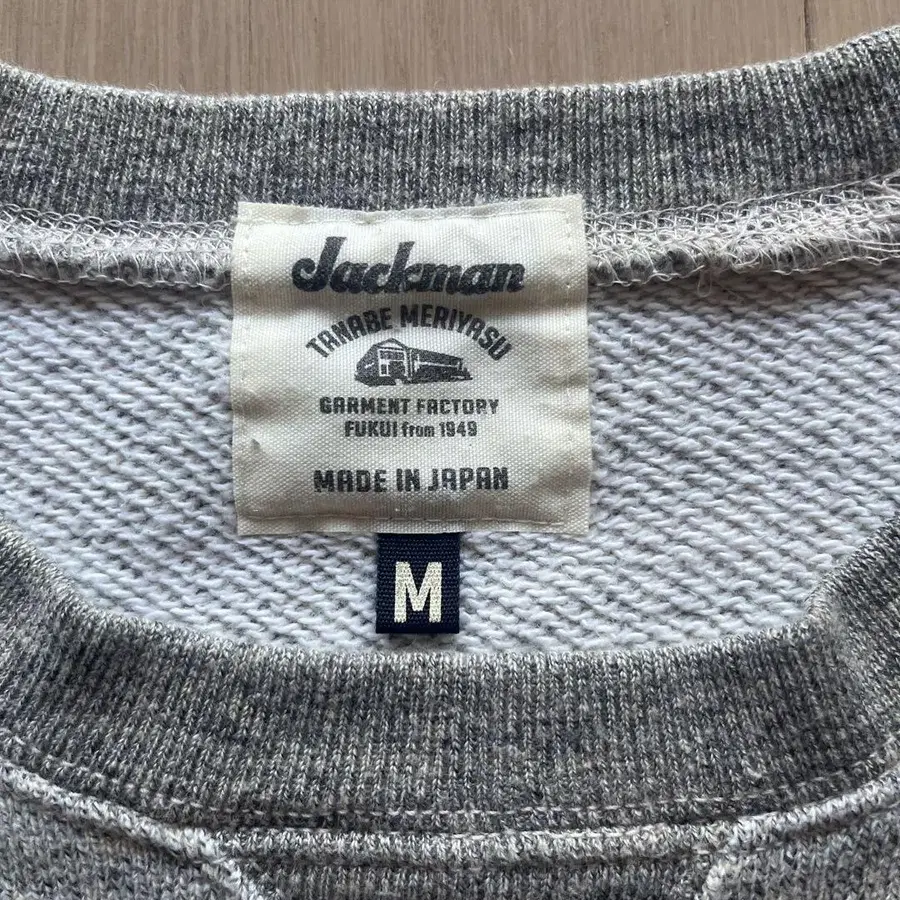 Jackman
TANABE MERIYASU
GARMENT FACTORY
FUKUI from 1949
MADE IN JAPAN
M